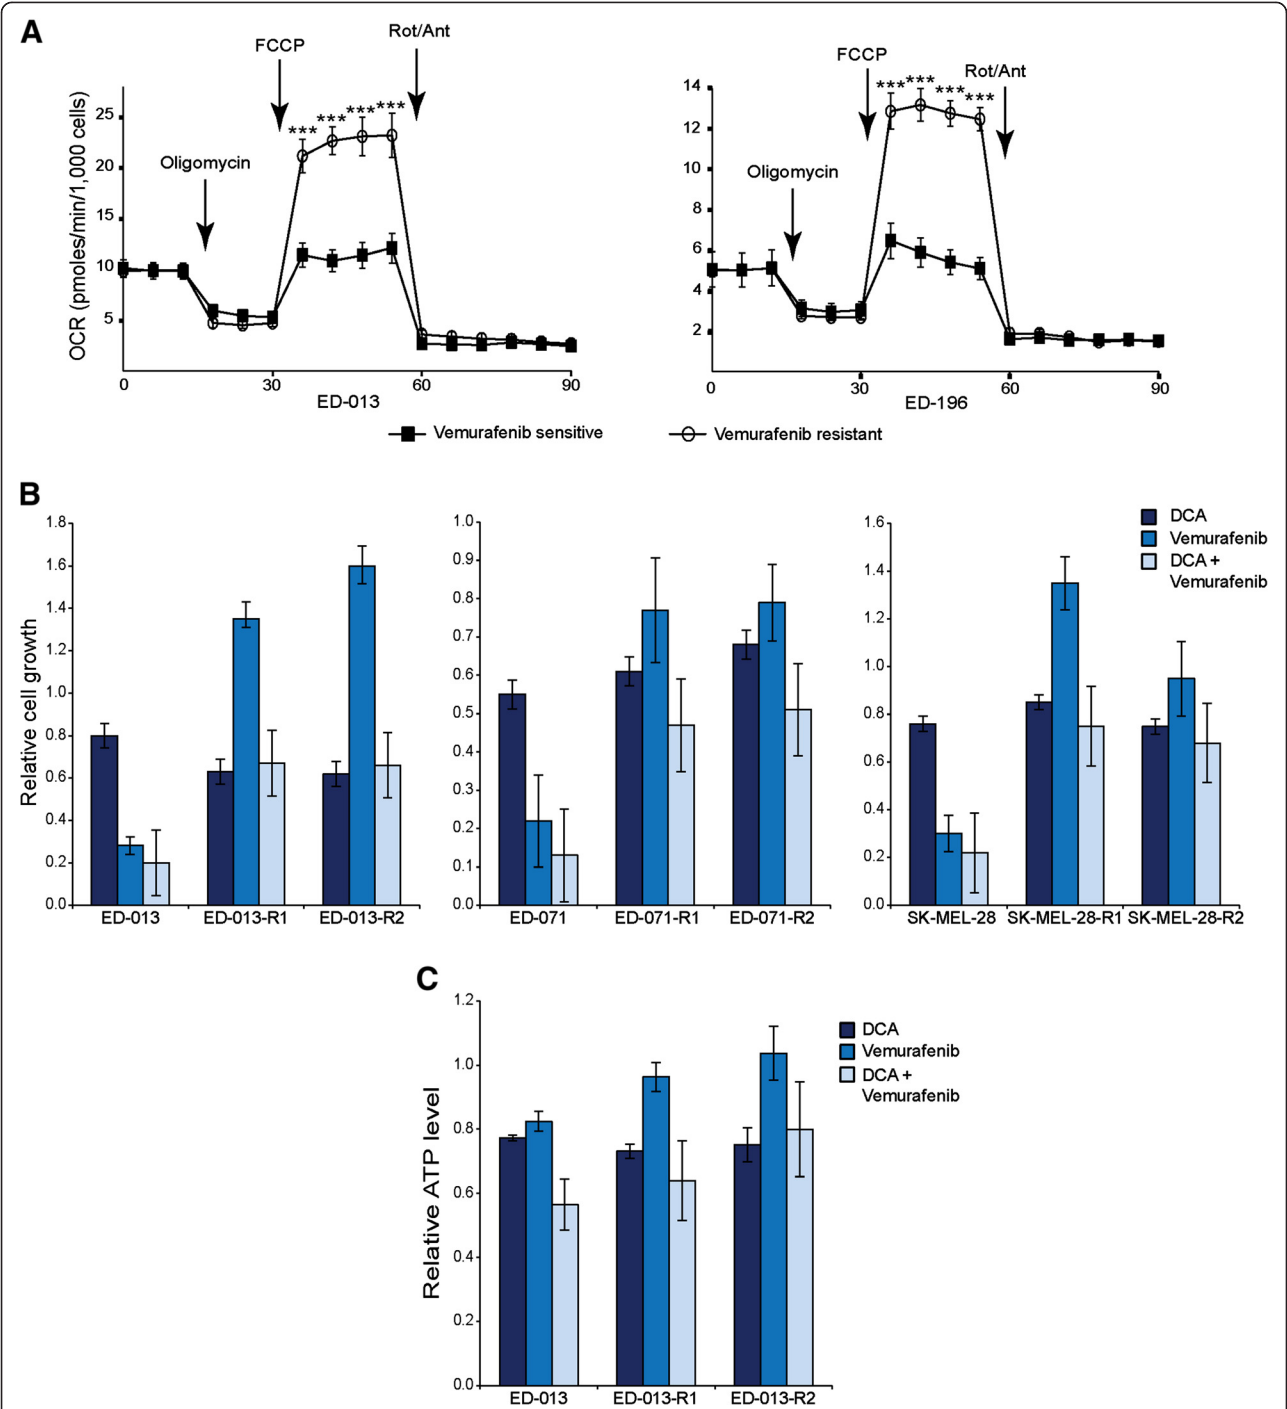 A
FCCP
Rot/Ant
Oligomycin
OCR (pmoles/min/1,000 cells)
25
20
15
10
5
*** *** *** ***
0 30 60 90
ED-013
FCCP
Rot/Ant
Oligomycin
14
12
10
8
6
4
2
*** *** *** ***
0 30 60 90
ED-196
Vemurafenib sensitive
Vemurafenib resistant
B
Relative cell growth
1.8
1.6
1.4
1.2
1.0
0.8
0.6
0.4
0.2
0.0
ED-013 ED-013-R1 ED-013-R2
1.0
0.9
0.8
0.7
0.6
0.5
0.4
0.3
0.2
0.1
0.0
ED-071 ED-071-R1 ED-071-R2
1.6
1.4
1.2
1.0
0.8
0.6
0.4
0.2
0.0
SK-MEL-28 SK-MEL-28-R1 SK-MEL-28-R2
DCA
Vemurafenib
DCA +
Vemurafenib
C
Relative ATP level
1.2
1.0
0.8
0.6
0.4
0.2
0.0
ED-013 ED-013-R1 ED-013-R2
DCA
Vemurafenib
DCA +
Vemurafenib